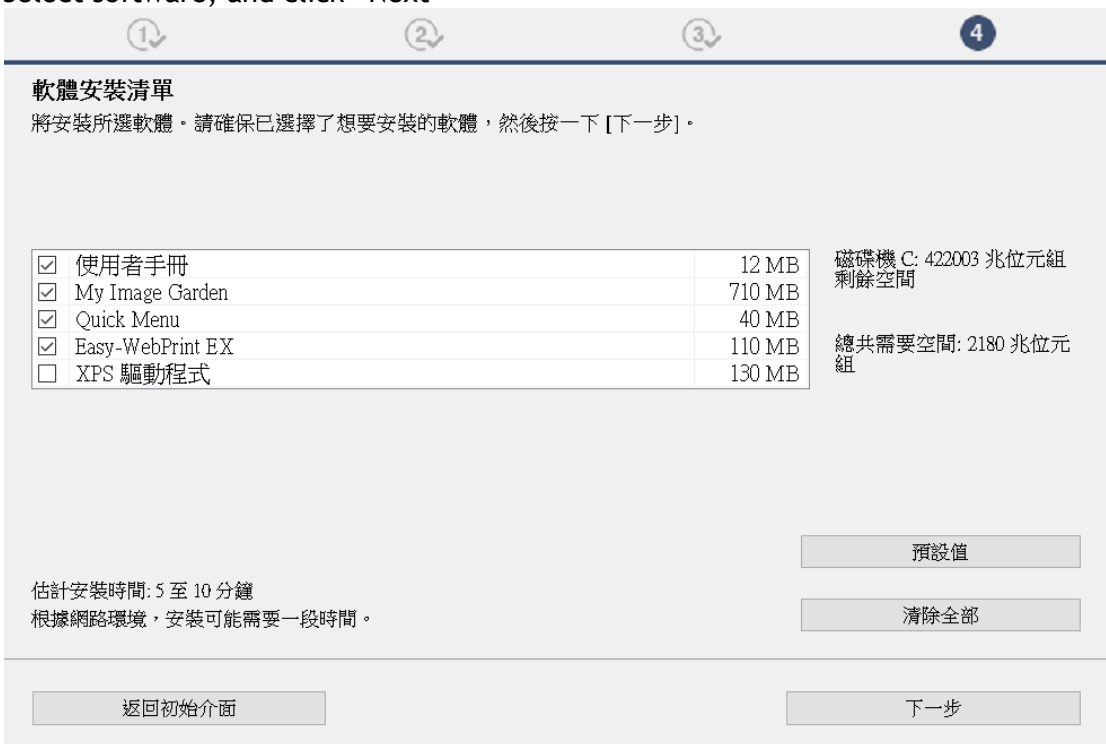 select software, and click "Next"
1 2 3 4
軟體安裝清單
將安裝所選軟體。請確保已選擇了想要安裝的軟體，然後按一下 [下一步]。
使用者手冊 12 MB
My Image Garden 710 MB
Quick Menu 40 MB
Easy-WebPrint EX 110 MB
XPS 驅動程式 130 MB
磁碟機 C: 422003 兆位元組
剩餘空間
總共需要空間: 2180 兆位元
組
預設值
估計安裝時間: 5 至 10 分鐘
根據網路環境，安裝可能需要一段時間。
清除全部
返回初始介面
下一步